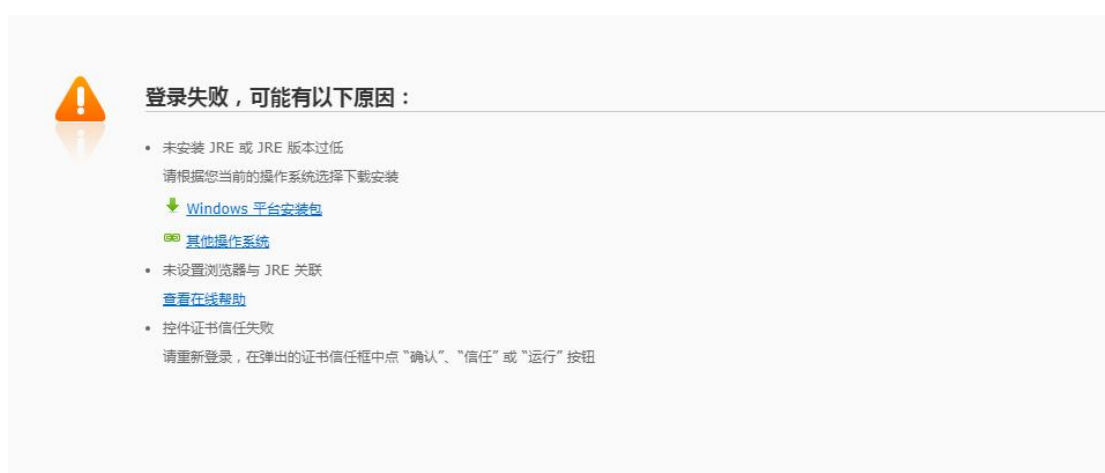 登录失败，可能有以下原因：
• 未安装 JRE 或 JRE 版本过低
请根据您当前的操作系统选择下载安装
Windows 平台安装包
其他操作系统
• 未设置浏览器与 JRE 关联
查看在线帮助
• 控件证书信任失败
请重新登录，在弹出的证书信任框中点 “确认”、“信任” 或 “运行” 按钮